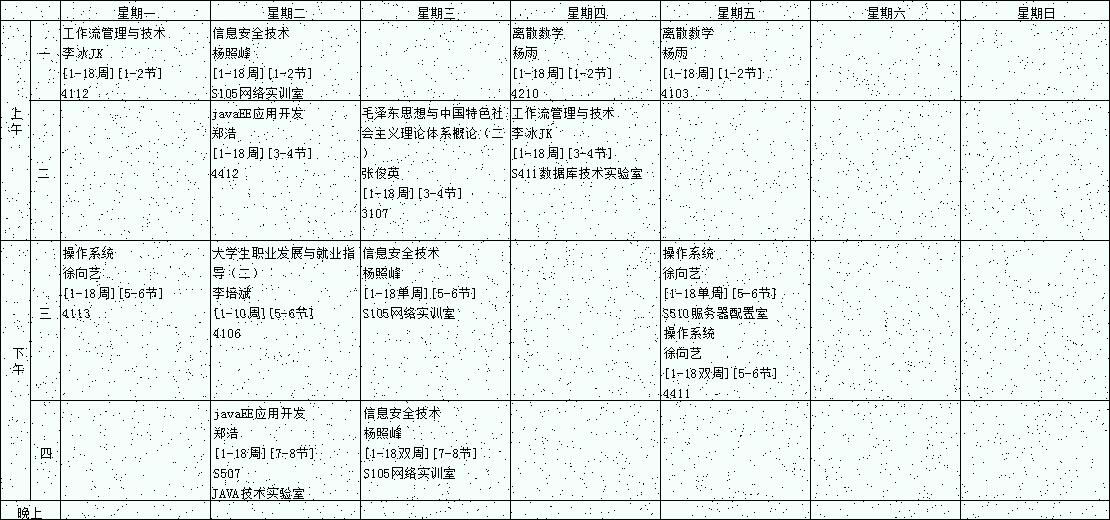 星期一 星期二 星期三 星期四 星期五 星期六 星期日
上午
一
工作流管理与技术
李冰JK
[1-18周][1-2节]
4112
信息安全技术
杨照峰
[1-18周][1-2节]
S105网络实训室
离散数学
杨雨
[1-18周][1-2节]
4210
离散数学
杨雨
[1-18周][1-2节]
4103
二
javaEE应用开发
郑浩
[1-18周][3-4节]
4412
毛泽东思想与中国特色社
会主义理论体系概论（二
）
张俊英
[1-18周][3-4节]
3107
工作流管理与技术
李冰JK
[1-18周][3-4节]
S411数据库技术实验室
下午
三
操作系统
徐向艺
[1-18周][5-6节]
4113
大学生职业发展与就业指
导（二）
李培斌
[1-10周][5-6节]
4106
信息安全技术
杨照峰
[1-18单周][5-6节]
S105网络实训室
操作系统
徐向艺
[1-18单周][5-6节]
S510服务器配置室
操作系统
徐向艺
[1-18双周][5-6节]
4411
四
javaEE应用开发
郑浩
[1-18周][7-8节]
S507
JAVA技术实验室
信息安全技术
杨照峰
[1-18双周][7-8节]
S105网络实训室
晚上